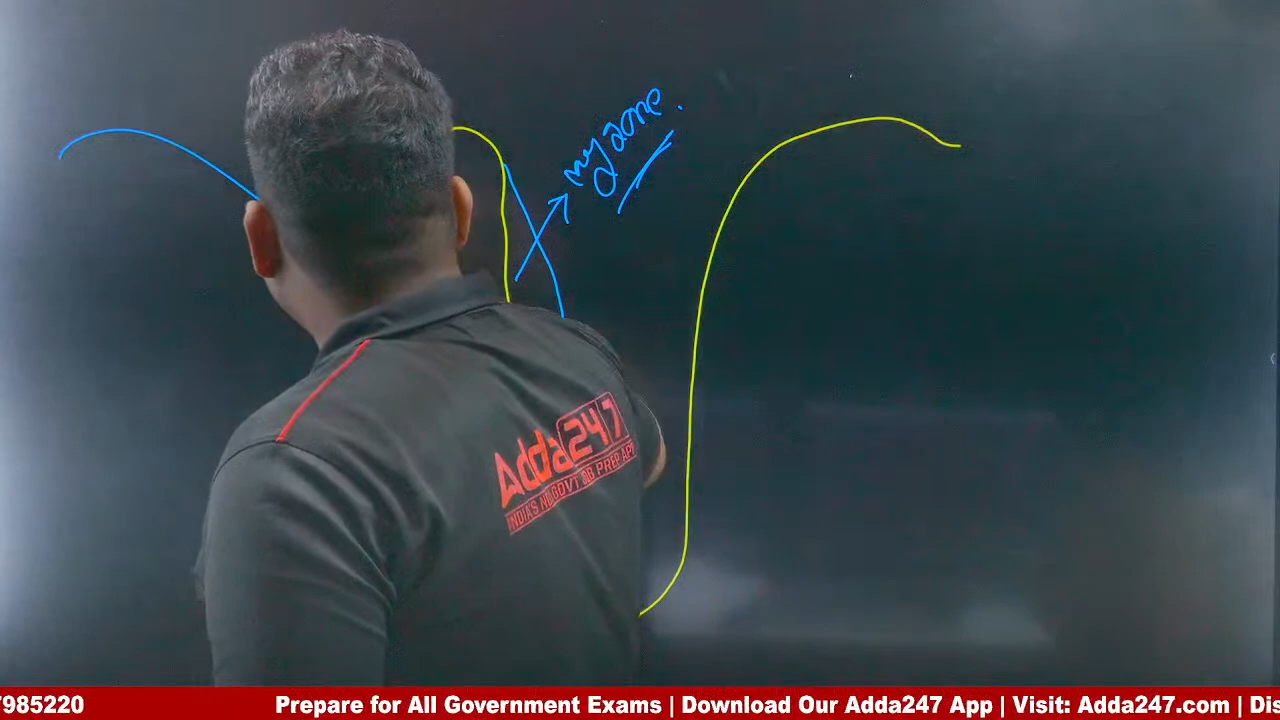 my zone.
Adda247
INDIA'S NO.1 GOVT JOB PREP APP
7985220 Prepare for All Government Exams | Download Our Adda247 App | Visit: Adda247.com | Dis